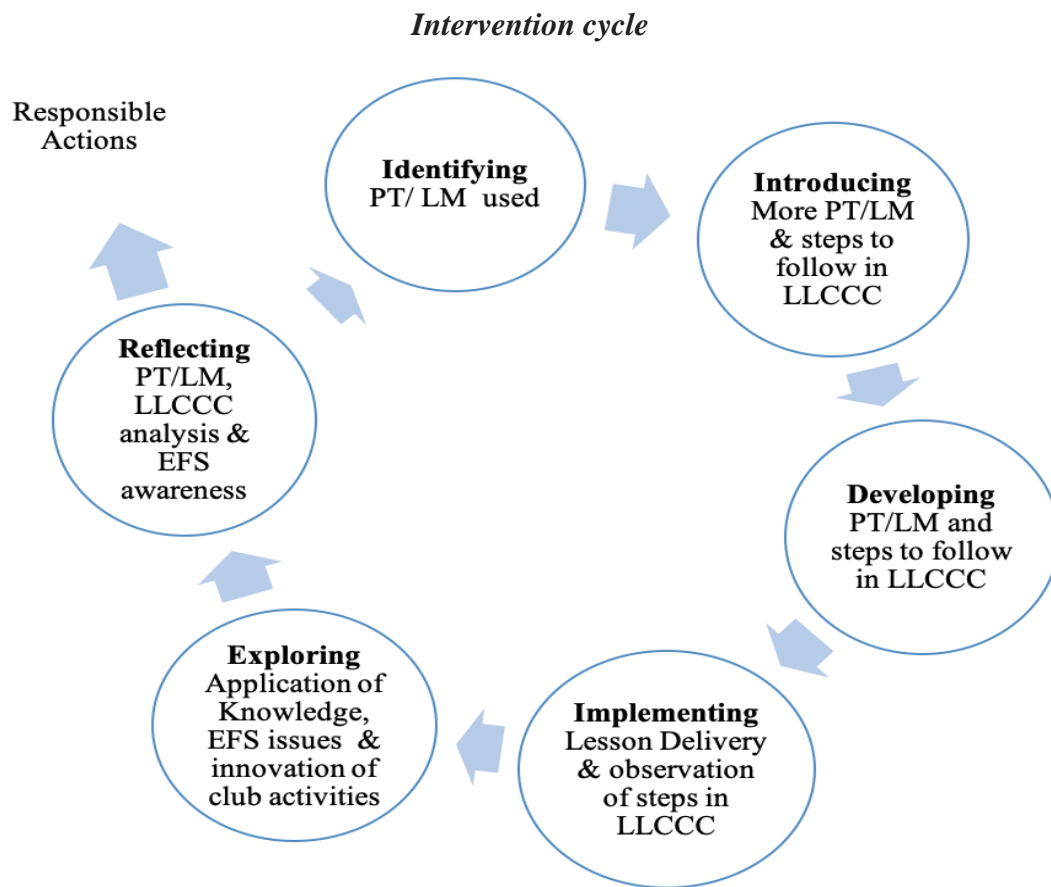 Intervention cycle
Responsible
Actions
Identifying
PT/ LM used
Introducing
More PT/LM
& steps to
follow in
LLCCC
Developing
PT/LM and
steps to follow
in LLCCC
Implementing
Lesson Delivery
& observation
of steps in
LLCCC
Exploring
Application of
Knowledge,
EFS issues &
innovation of
club activities
Reflecting
PT/LM,
LLCCC
analysis &
EFS
awareness